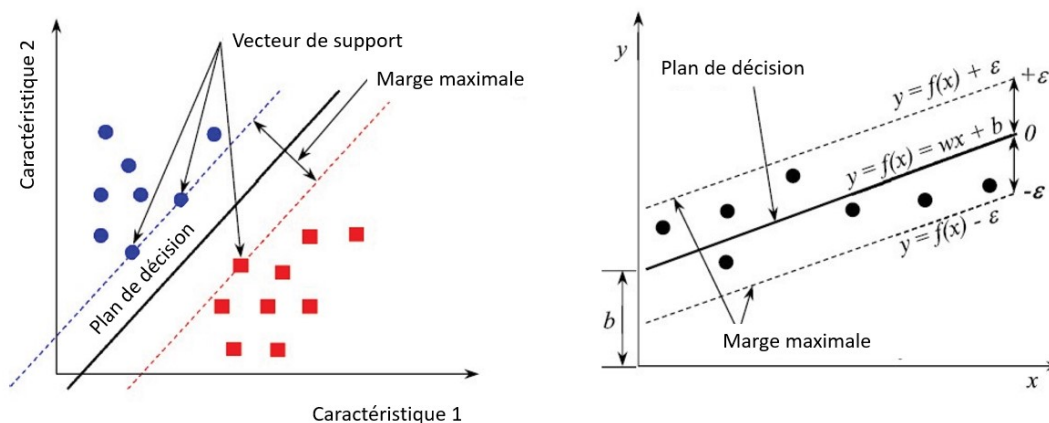 Caractéristique 2
Vecteur de support
Marge maximale
Plan de décision
Caractéristique 1
y
Plan de décision
y = f(x) + ε
+ε
y = f(x) = wx + b
0
-ε
y = f(x) - ε
b
Marge maximale
x